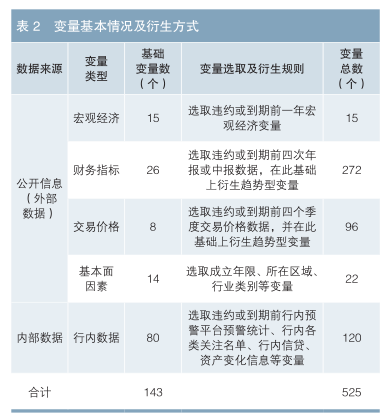 表 2 变量基本情况及衍生方式
数据来源 变量类型 基础变量数（个） 变量选取及衍生规则 变量总数（个）
公开信息（外部数据）
宏观经济 15 选取违约或到期前一年宏观经济变量 15
财务指标 26 选取违约或到期前四次年报或中报数据，在此基础上衍生趋势型变量 272
交易价格 8 选取违约或到期前四个季度交易价格数据，并在此基础上衍生趋势型变量 96
基本面因素 14 选取成立年限、所在区域、行业类别等变量 22
内部数据 行内数据 80 选取违约或到期前行内预警平台预警统计、行内各类关注名单、行内信贷、资产变化信息等变量 120
合计 143 525